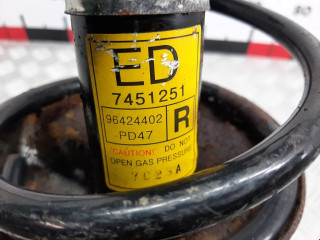 ED
7451251
96424402
-PD47
R
CAUTION: DO NOT
OPEN GAS PRESSURE